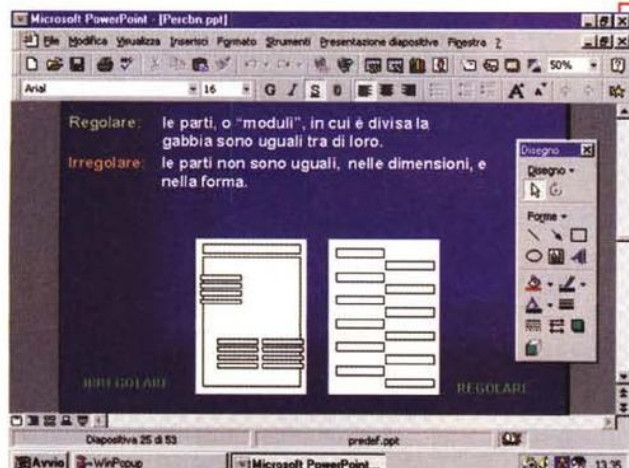 Microsoft PowerPoint - [Percbn.ppt]
File Modifica Visualizza Inserisci Formato Strumenti Presentazione diapositive Finestra ?
50%
Arial 16 G I S
Regolare: le parti, o "moduli", in cui è divisa la
gabbia sono uguali tra di loro.
Irregolare: le parti non sono uguali, nelle dimensioni, e
nella forma.
Disegno
Disegno
Forme
IRREGOLARE
REGOLARE
Diapositiva 25 di 53
predef.ppt
Avvio
WinPopup
Microsoft PowerPoint...
13.35